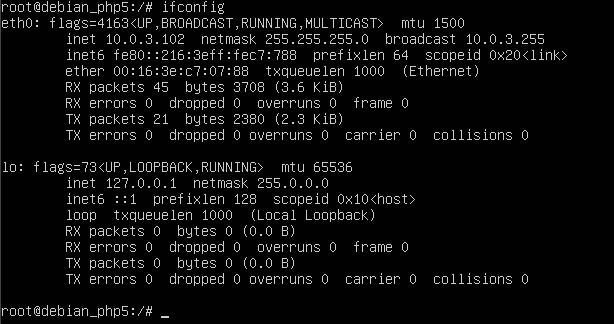 root@debian_php5:/# ifconfig
eth0: flags=4163<UP,BROADCAST,RUNNING,MULTICAST>  mtu 1500
        inet 10.0.3.102  netmask 255.255.255.0  broadcast 10.0.3.255
        inet6 fe80::216:3eff:fec7:788  prefixlen 64  scopeid 0x20<link>
        ether 00:16:3e:c7:07:88  txqueuelen 1000  (Ethernet)
        RX packets 45  bytes 3708 (3.6 KiB)
        RX errors 0  dropped 0  overruns 0  frame 0
        TX packets 21  bytes 2380 (2.3 KiB)
        TX errors 0  dropped 0 overruns 0  carrier 0  collisions 0

lo: flags=73<UP,LOOPBACK,RUNNING>  mtu 65536
        inet 127.0.0.1  netmask 255.0.0.0
        inet6 ::1  prefixlen 128  scopeid 0x10<host>
        loop  txqueuelen 1000  (Local Loopback)
        RX packets 0  bytes 0 (0.0 B)
        RX errors 0  dropped 0  overruns 0  frame 0
        TX packets 0  bytes 0 (0.0 B)
        TX errors 0  dropped 0 overruns 0  carrier 0  collisions 0

root@debian_php5:/# _